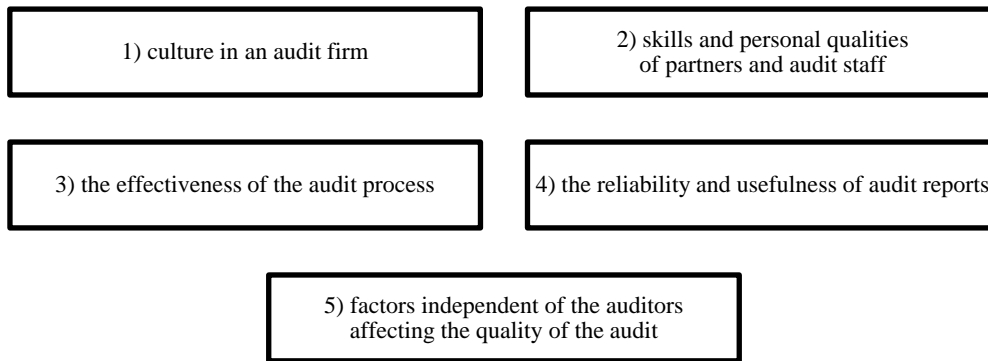 1) culture in an audit firm
2) skills and personal qualities
of partners and audit staff
3) the effectiveness of the audit process
4) the reliability and usefulness of audit reports
5) factors independent of the auditors
affecting the quality of the audit